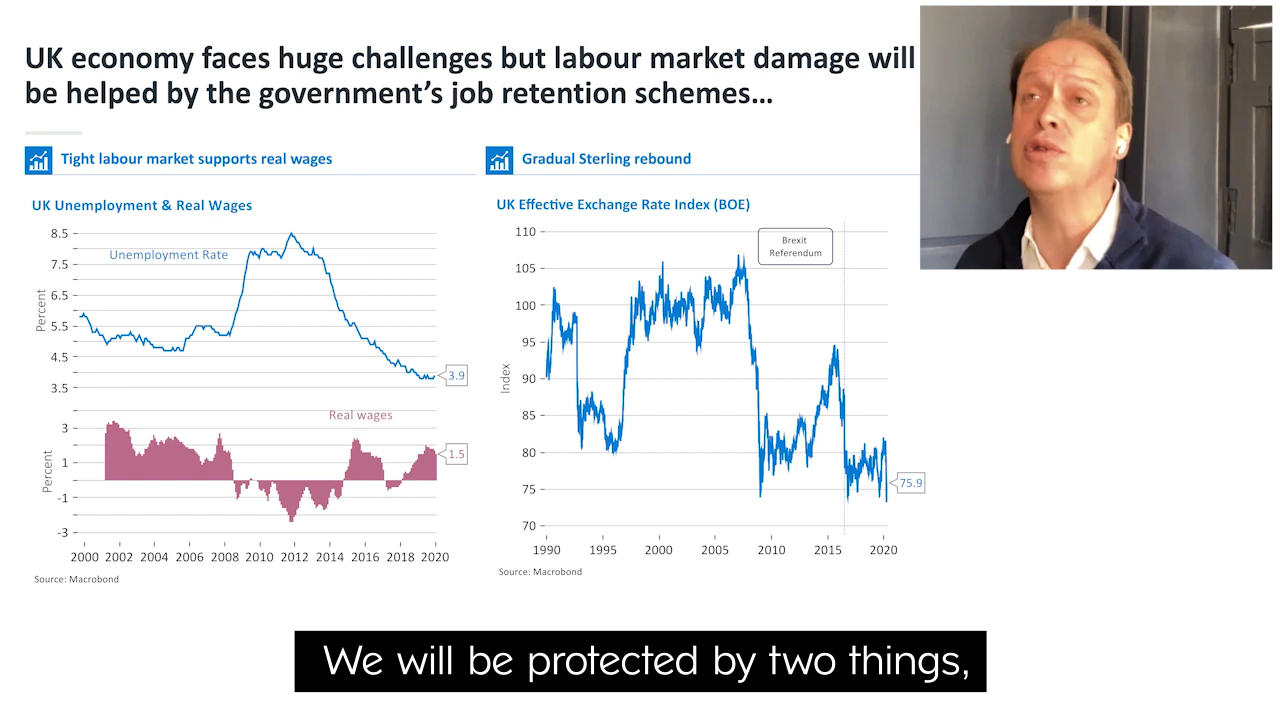 UK economy faces huge challenges but labour market damage will
be helped by the government's job retention schemes...
Tight labour market supports real wages
UK Unemployment & Real Wages
8.5
7.5
6.5
5.5
4.5
3.5
Percent
Unemployment Rate
3.9
Real wages
3
1
-1
-3
Percent
1.5
2000 2002 2004 2006 2008 2010 2012 2014 2016 2018 2020
Source: Macrobond
Gradual Sterling rebound
UK Effective Exchange Rate Index (BOE)
110
105
100
95
90
85
80
75
70
Index
Brexit
Referendum
75.9
1990 1995 2000 2005 2010 2015 2020
Source: Macrobond
We will be protected by two things,